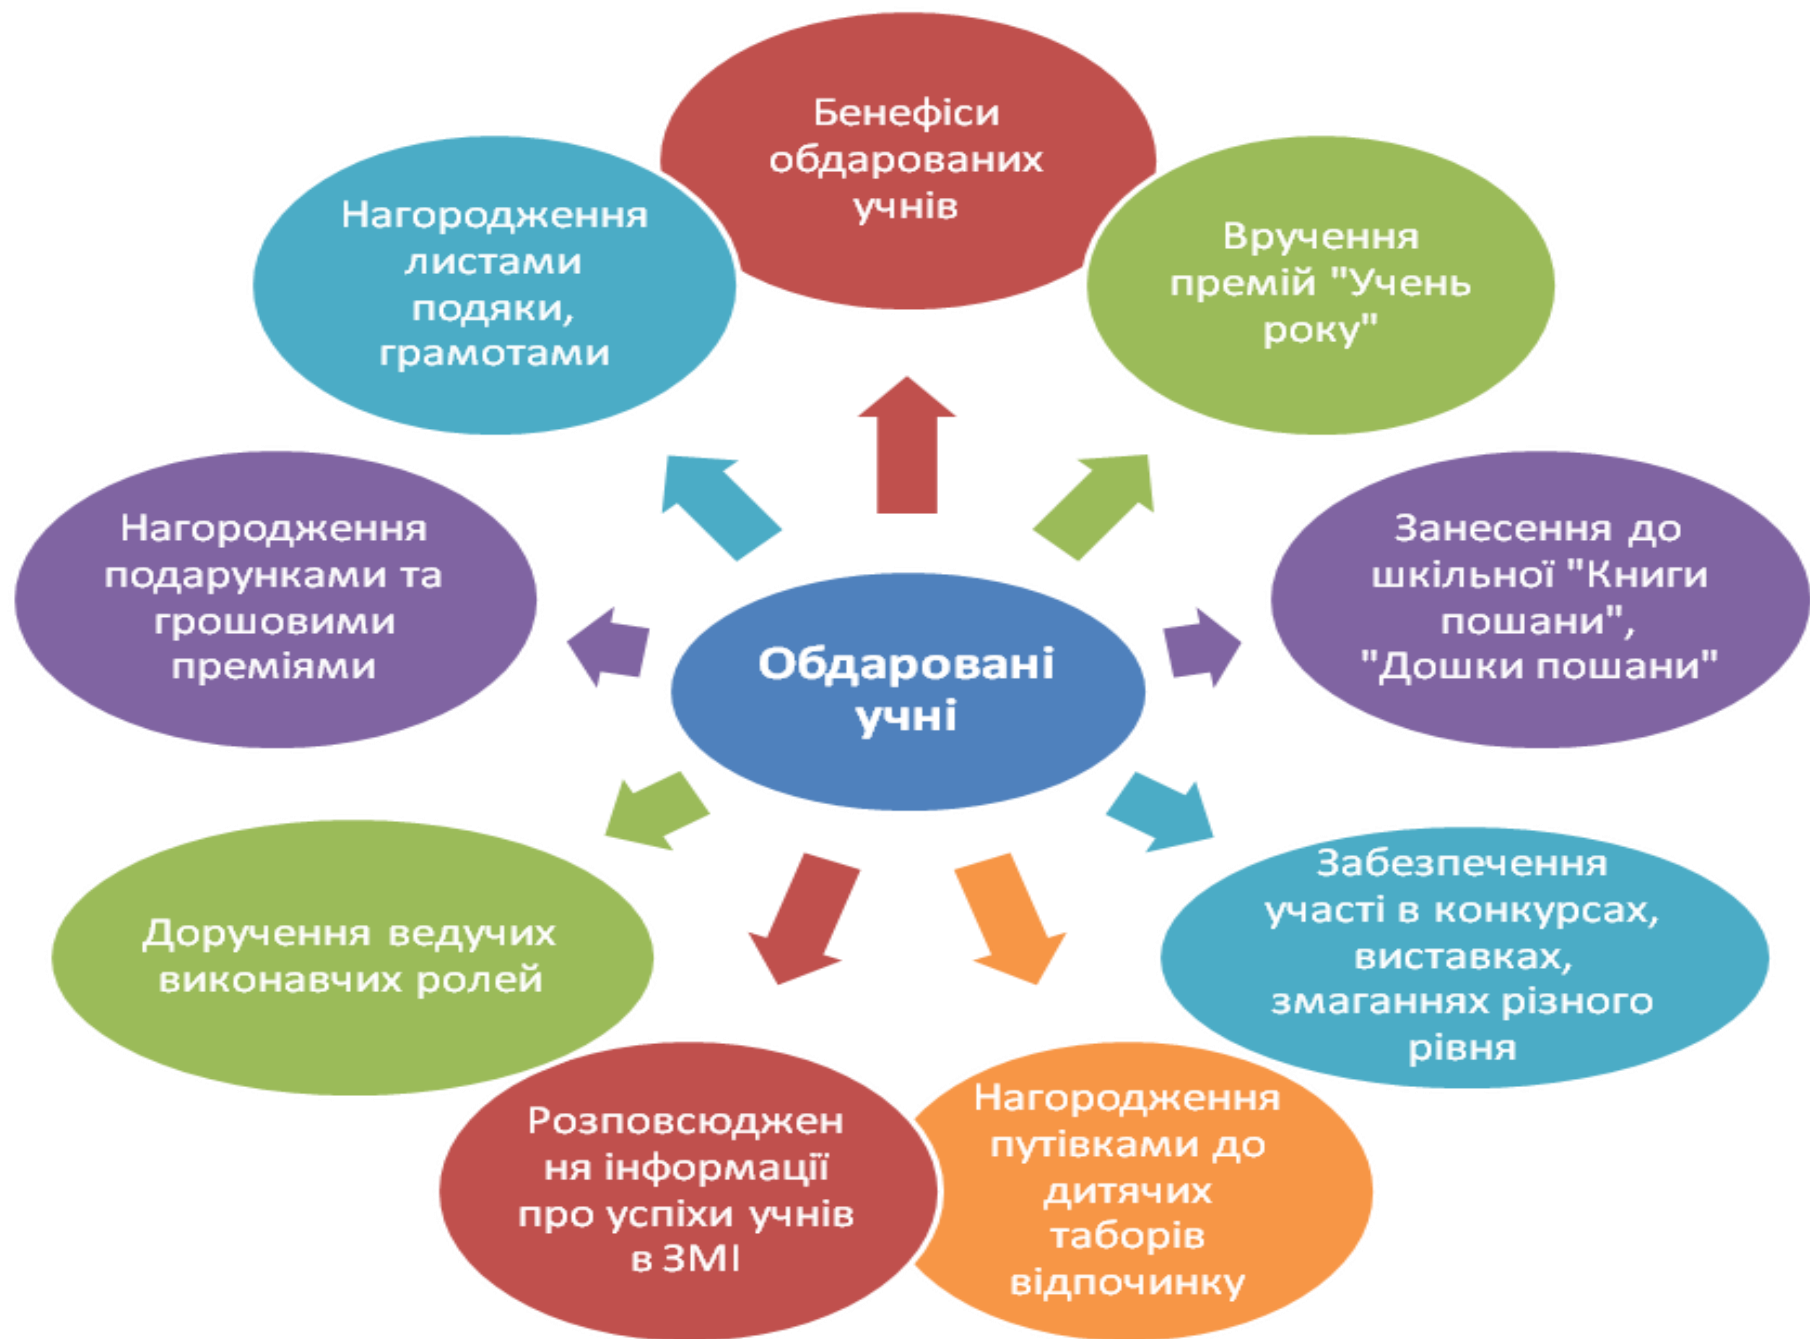 Бенефіси
обдарованих
учнів
Вручення
премій "Учень
року"
Занесення до
шкільної "Книги
пошани",
"Дошки пошани"
Забезпечення
участі в конкурсах,
виставках,
змаганнях різного
рівня
Нагородження
путівками до
дитячих
таборів
відпочинку
Розповсюджен
ня інформації
про успіхи учнів
в ЗМІ
Доручення ведучих
виконавчих ролей
Нагородження
подарунками та
грошовими
преміями
Нагородження
листами
подяки,
грамотами
Обдаровані
учні